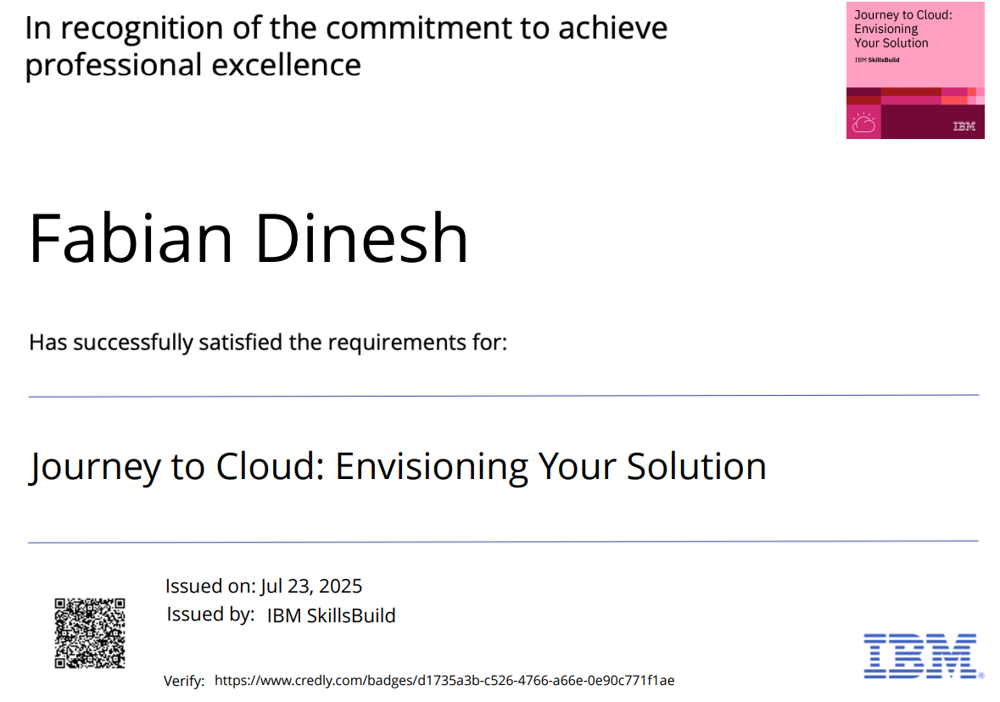 In recognition of the commitment to achieve
professional excellence
Journey to Cloud:
Envisioning
Your Solution
IBM SkillsBuild
IBM
Fabian Dinesh
Has successfully satisfied the requirements for:
Journey to Cloud: Envisioning Your Solution
Issued on: Jul 23, 2025
Issued by: IBM SkillsBuild
Verify: https://www.credly.com/badges/d1735a3b-c526-4766-a66e-0e90c771f1ae
IBM®